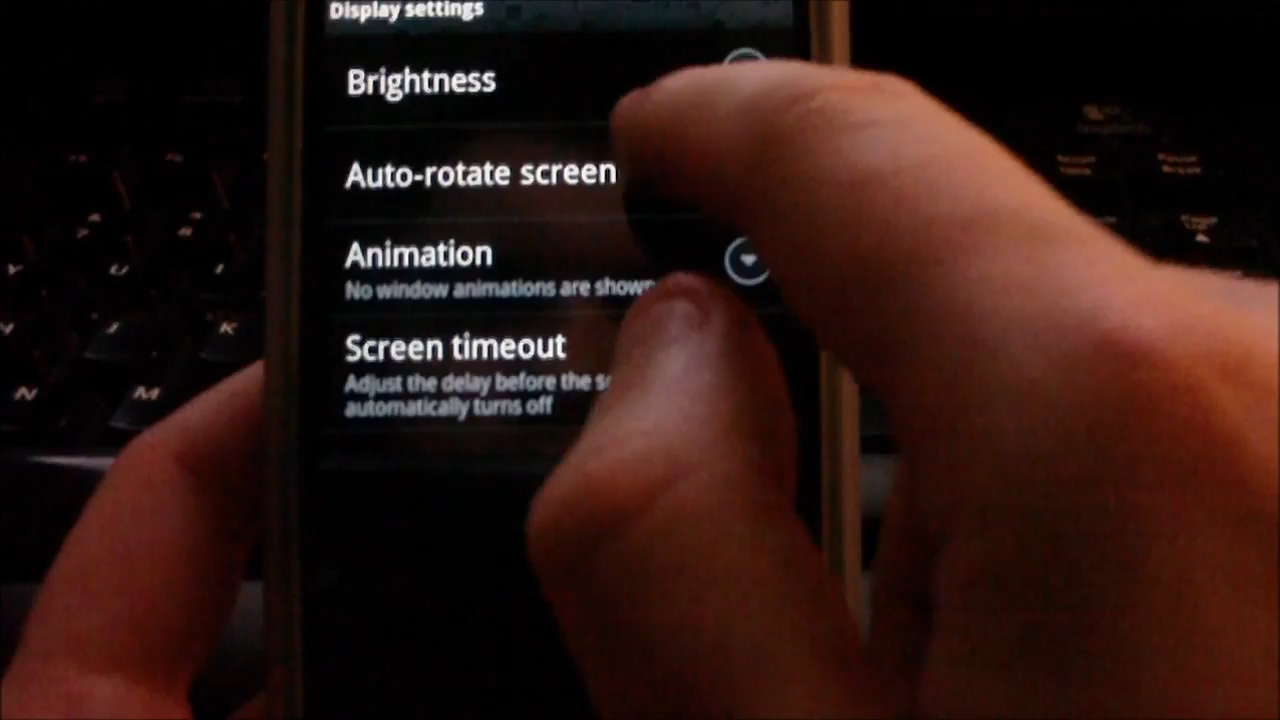 Display settings
Brightness
Auto-rotate screen
Animation
No window animations are shown
Screen timeout
Adjust the delay before the
automatically turns off
Y
U
I
J
K
N
M